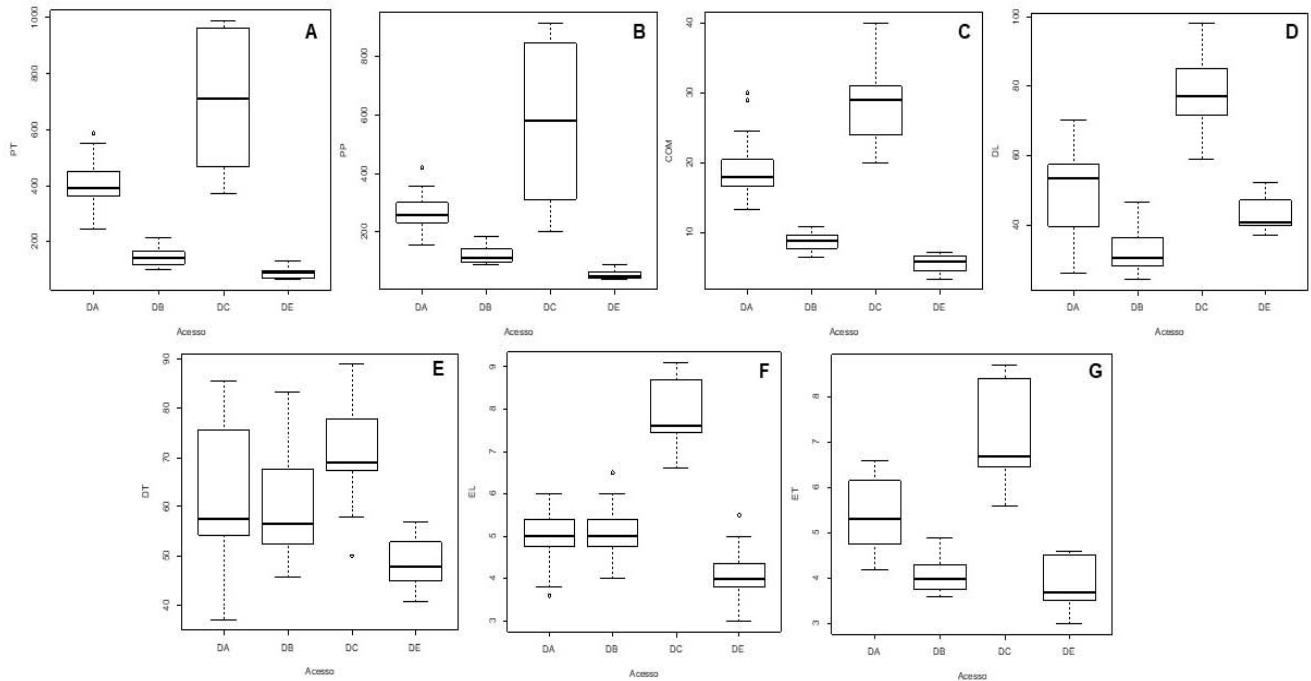 A
PT
200 400 600 800 1000
DA DB DC DE
Acesso
B
PP
200 400 600 800
DA DB DC DE
Acesso
C
COM
10 20 30 40
DA DB DC DE
Acesso
D
DL
40 60 80 100
DA DB DC DE
Acesso
E
DT
40 50 60 70 80 90
DA DB DC DE
Acesso
F
EL
3 4 5 6 7 8 9
DA DB DC DE
Acesso
G
ET
3 4 5 6 7 8
DA DB DC DE
Acesso